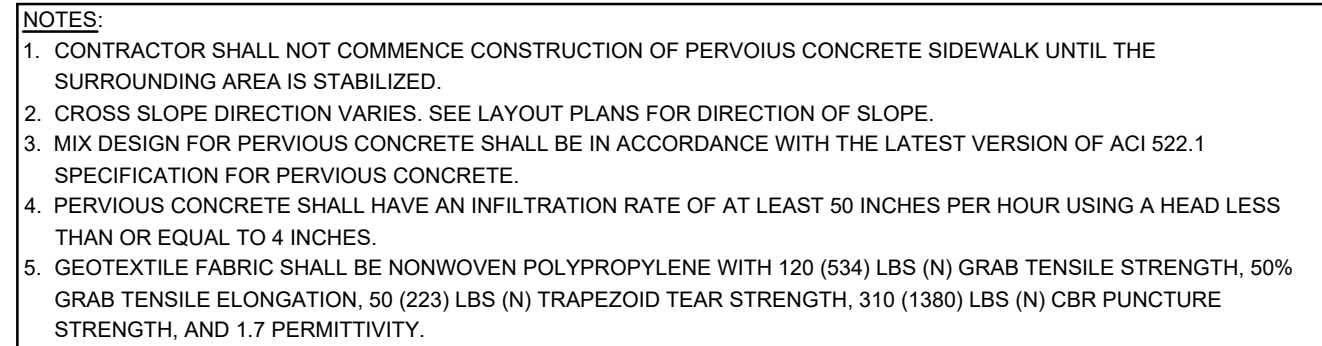 NOTES:
1. CONTRACTOR SHALL NOT COMMENCE CONSTRUCTION OF PERVOIUS CONCRETE SIDEWALK UNTIL THE
SURROUNDING AREA IS STABILIZED.
2. CROSS SLOPE DIRECTION VARIES. SEE LAYOUT PLANS FOR DIRECTION OF SLOPE.
3. MIX DESIGN FOR PERVIOUS CONCRETE SHALL BE IN ACCORDANCE WITH THE LATEST VERSION OF ACI 522.1
SPECIFICATION FOR PERVIOUS CONCRETE.
4. PERVIOUS CONCRETE SHALL HAVE AN INFILTRATION RATE OF AT LEAST 50 INCHES PER HOUR USING A HEAD LESS
THAN OR EQUAL TO 4 INCHES.
5. GEOTEXTILE FABRIC SHALL BE NONWOVEN POLYPROPYLENE WITH 120 (534) LBS (N) GRAB TENSILE STRENGTH, 50%
GRAB TENSILE ELONGATION, 50 (223) LBS (N) TRAPEZOID TEAR STRENGTH, 310 (1380) LBS (N) CBR PUNCTURE
STRENGTH, AND 1.7 PERMITTIVITY.